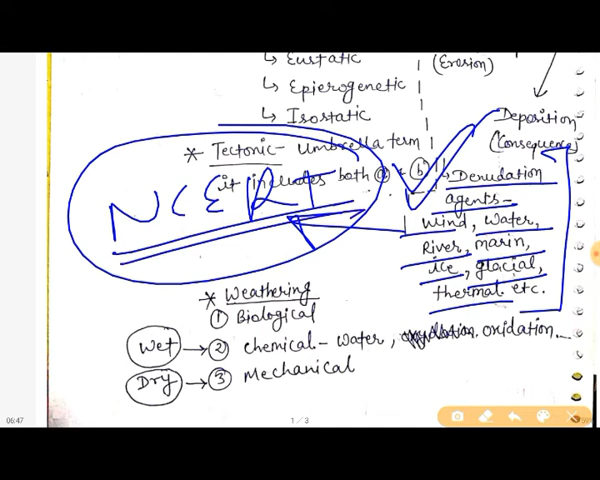 ↳ Eustatic
(Erosion)
↳ Epierogenetic
↳ Isostatic
Deposition
(Consequence)
* Tectonic- umbrella term
it includes both ⓐ + ⓑ
NCERT
Denudation
agents-
wind, water,
River, marin,
ice, glacial,
thermal etc.
* Weathering
① Biological
Wet → ② Chemical - water, oxidation...
Dry → ③ Mechanical
06:47
1 / 3